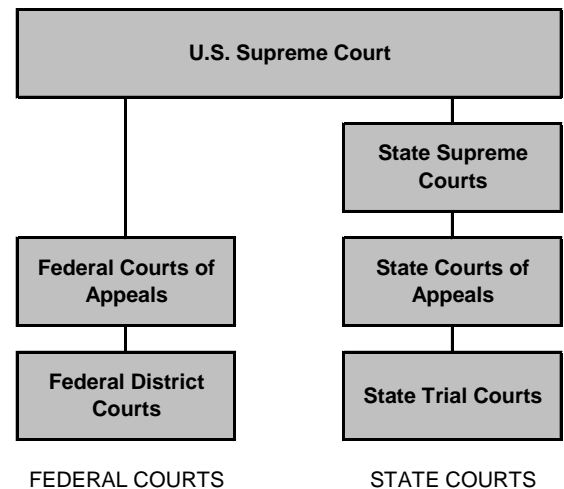 U.S. Supreme Court
State Supreme
Courts
Federal Courts of
Appeals
State Courts of
Appeals
Federal District
Courts
State Trial Courts
FEDERAL COURTS
STATE COURTS